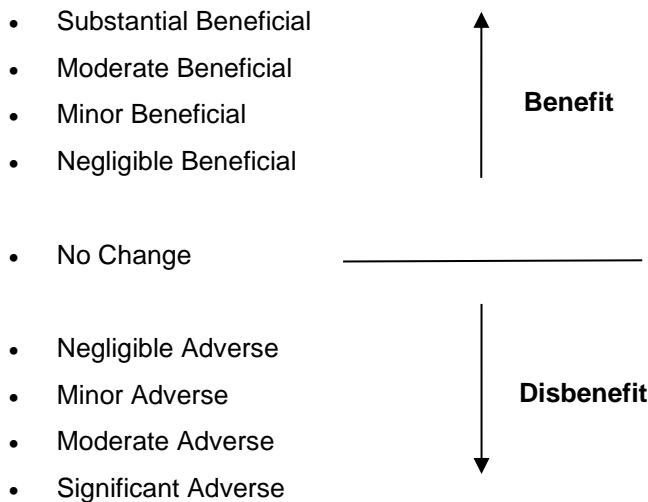 • Substantial Beneficial
• Moderate Beneficial
• Minor Beneficial
• Negligible Beneficial
Benefit
• No Change
• Negligible Adverse
• Minor Adverse
• Moderate Adverse
• Significant Adverse
Disbenefit